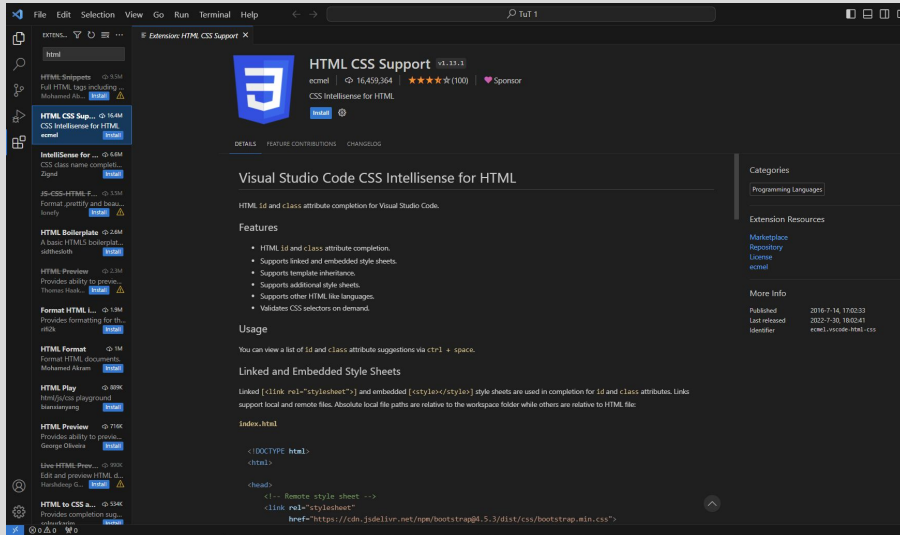 File Edit Selection View Go Run Terminal Help
TuT 1
EXTENS...
Extension: HTML CSS Support
html
HTML Snippets 9.5M
Full HTML tags including ...
Mohamed Ab... Install
HTML CSS Sup... 16.4M
CSS Intellisense for HTML
ecmel Install
IntelliSense for ... 6.6M
CSS class name completi...
Zignd Install
JS-CSS-HTML F... 3.5M
Format ,prettify and beau...
lonefy Install
HTML Boilerplate 2.6M
A basic HTML5 boilerplat...
sidthesloth Install
HTML Preview 2.3M
Provides ability to previe...
Thomas Haak... Install
Format HTML i... 1.9M
Provides formatting for th...
rifi2k Install
HTML Format 1M
Format HTML documents.
Mohamed Akram Install
HTML Play 889K
html/js/css playground
bianxianyang Install
HTML Preview 716K
Provides ability to previe...
George Oliveira Install
Live HTML Prev... 990K
Edit and preview HTML d...
Harshdeep G... Install
HTML to CSS a... 534K
Provides completion sug...
solnurkarim Install
HTML CSS Support v1.13.1
ecmel 16,459,364 (100) Sponsor
CSS Intellisense for HTML
Install
DETAILS FEATURE CONTRIBUTIONS CHANGELOG
Visual Studio Code CSS Intellisense for HTML
HTML id and class attribute completion for Visual Studio Code.
Features
HTML id and class attribute completion.
Supports linked and embedded style sheets.
Supports template inheritance.
Supports additional style sheets.
Supports other HTML like languages.
Validates CSS selectors on demand.
Usage
You can view a list of id and class attribute suggestions via ctrl + space.
Linked and Embedded Style Sheets
Linked [<link rel="stylesheet">] and embedded [<style></style>] style sheets are used in completion for id and class attributes. Links
support local and remote files. Absolute local file paths are relative to the workspace folder while others are relative to HTML file:
index.html
<!DOCTYPE html>
<html>
<head>
<!-- Remote style sheet -->
<link rel="stylesheet"
href="https://cdn.jsdelivr.net/npm/bootstrap@4.5.3/dist/css/bootstrap.min.css">
Categories
Programming Languages
Extension Resources
Marketplace
Repository
License
ecmel
More Info
Published 2016-7-14, 17:02:33
Last released 2022-7-30, 18:02:41
Identifier ecmel.vscode-html-css
0 0 0